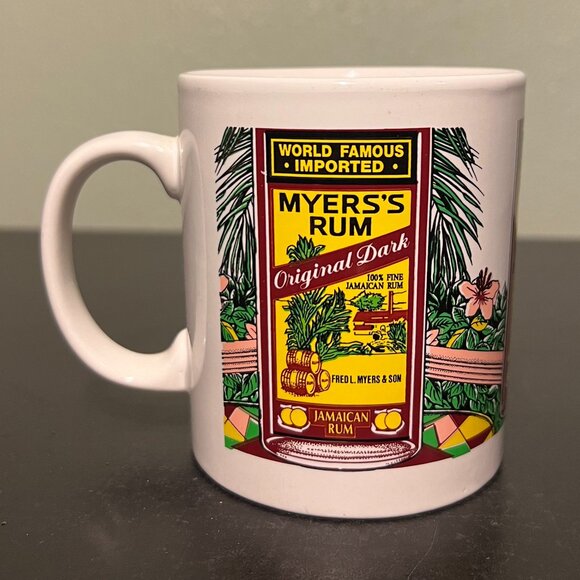 WORLD FAMOUS
• IMPORTED •
MYERS'S
RUM
Original Dark
100% FINE
JAMAICAN RUM
FRED L. MYERS & SON
JAMAICAN
RUM